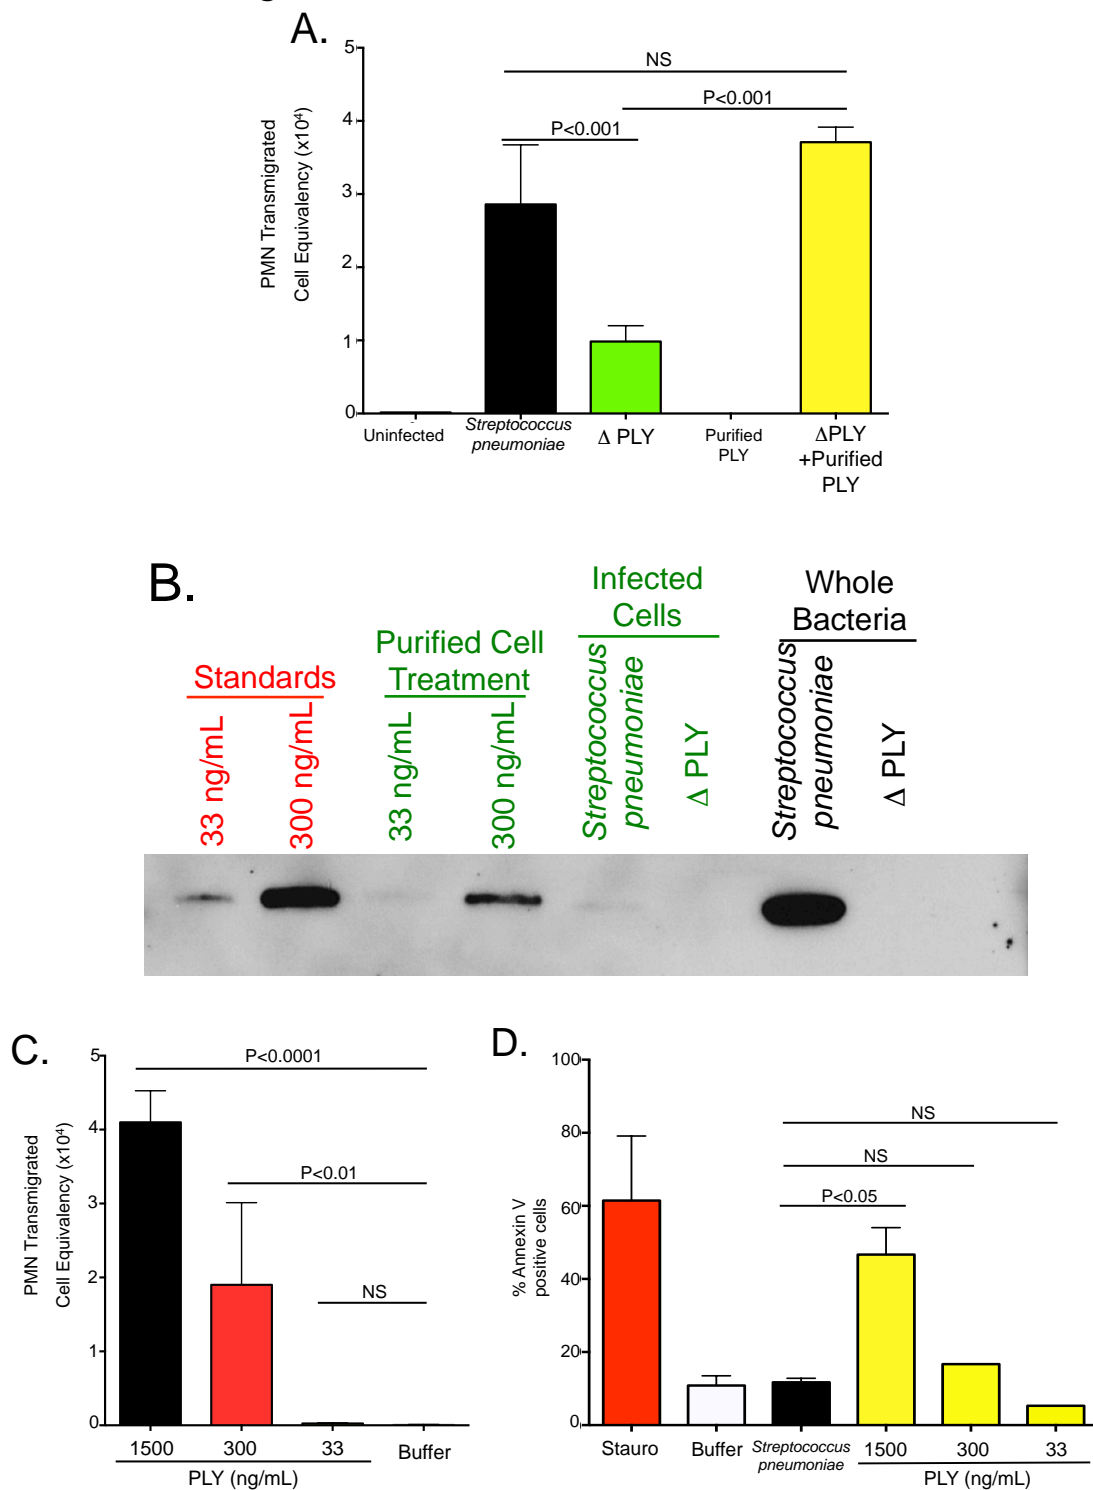 A.
5
4
3
2
1
0
PMN Transmigrated
Cell Equivalency (x10⁴)
NS
P<0.001
P<0.001
Uninfected
Streptococcus
pneumoniae
Δ PLY
Purified
PLY
ΔPLY
+Purified
PLY
B.
Standards
33 ng/mL
300 ng/mL
Purified Cell
Treatment
33 ng/mL
300 ng/mL
Infected
Cells
Streptococcus
pneumoniae
Δ PLY
Whole
Bacteria
Streptococcus
pneumoniae
Δ PLY
C.
5
4
3
2
1
0
PMN Transmigrated
Cell Equivalency (x10⁴)
P<0.0001
P<0.01
NS
1500
300
33
Buffer
PLY (ng/mL)
D.
100
80
60
40
20
0
% Annexin V
positive cells
NS
NS
P<0.05
Stauro
Buffer
Streptococcus
pneumoniae
1500
300
33
PLY (ng/mL)